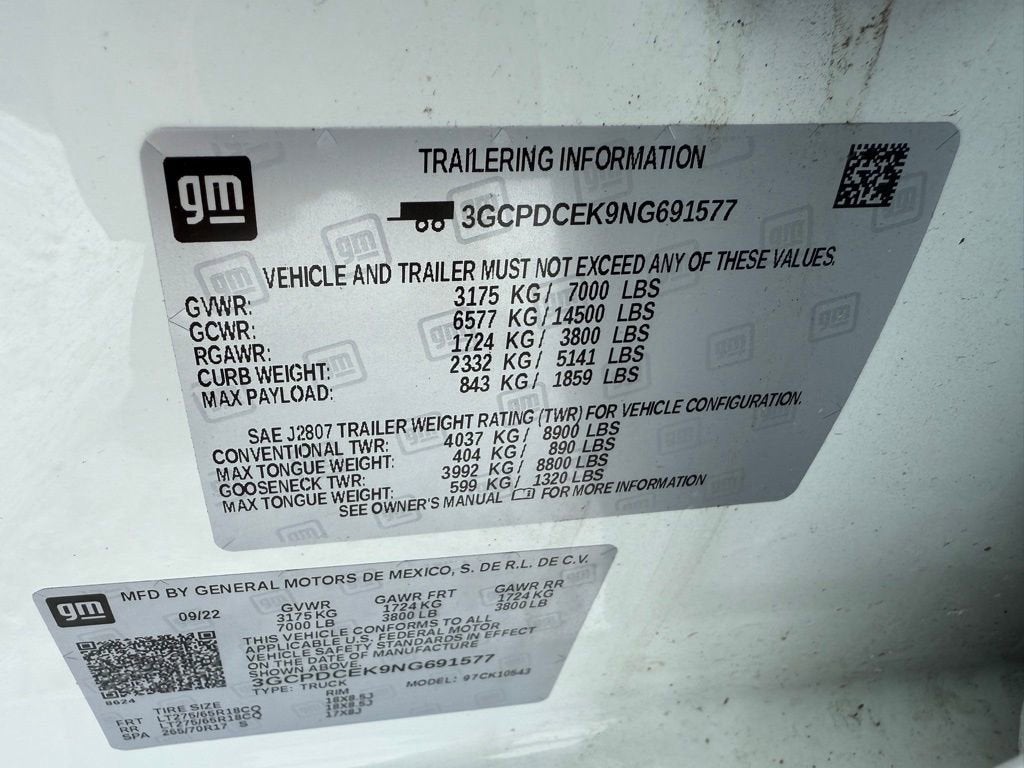 gm
TRAILERING INFORMATION
3GCPDCEK9NG691577
VEHICLE AND TRAILER MUST NOT EXCEED ANY OF THESE VALUES.
GVWR: 3175 KG/ 7000 LBS
GCWR: 6577 KG/14500 LBS
RGAWR: 1724 KG/ 3800 LBS
CURB WEIGHT: 2332 KG/ 5141 LBS
MAX PAYLOAD: 843 KG/ 1859 LBS
SAE J2807 TRAILER WEIGHT RATING (TWR) FOR VEHICLE CONFIGURATION.
CONVENTIONAL TWR: 4037 KG/ 8900 LBS
MAX TONGUE WEIGHT: 404 KG/ 890 LBS
GOOSENECK TWR: 3992 KG/ 8800 LBS
MAX TONGUE WEIGHT: 599 KG/ 1320 LBS
SEE OWNER'S MANUAL FOR MORE INFORMATION
gm
MFD BY GENERAL MOTORS DE MEXICO, S. DE R.L. DE C.V.
09/22 GVWR GAWR FRT GAWR RR
3175 KG 1724 KG 1724 KG
7000 LB 3800 LB 3800 LB
THIS VEHICLE CONFORMS TO ALL
APPLICABLE U.S. FEDERAL MOTOR
VEHICLE SAFETY STANDARDS IN EFFECT
ON THE DATE OF MANUFACTURE
SHOWN ABOVE.
3GCPDCEK9NG691577
TYPE: TRUCK MODEL: 97CK10543
8624
TIRE SIZE RIM
FRT LT275/65R18CQ 18X8.5J
RR LT275/65R18CQ 18X8.5J
SPA 265/70R17 S 17X8J